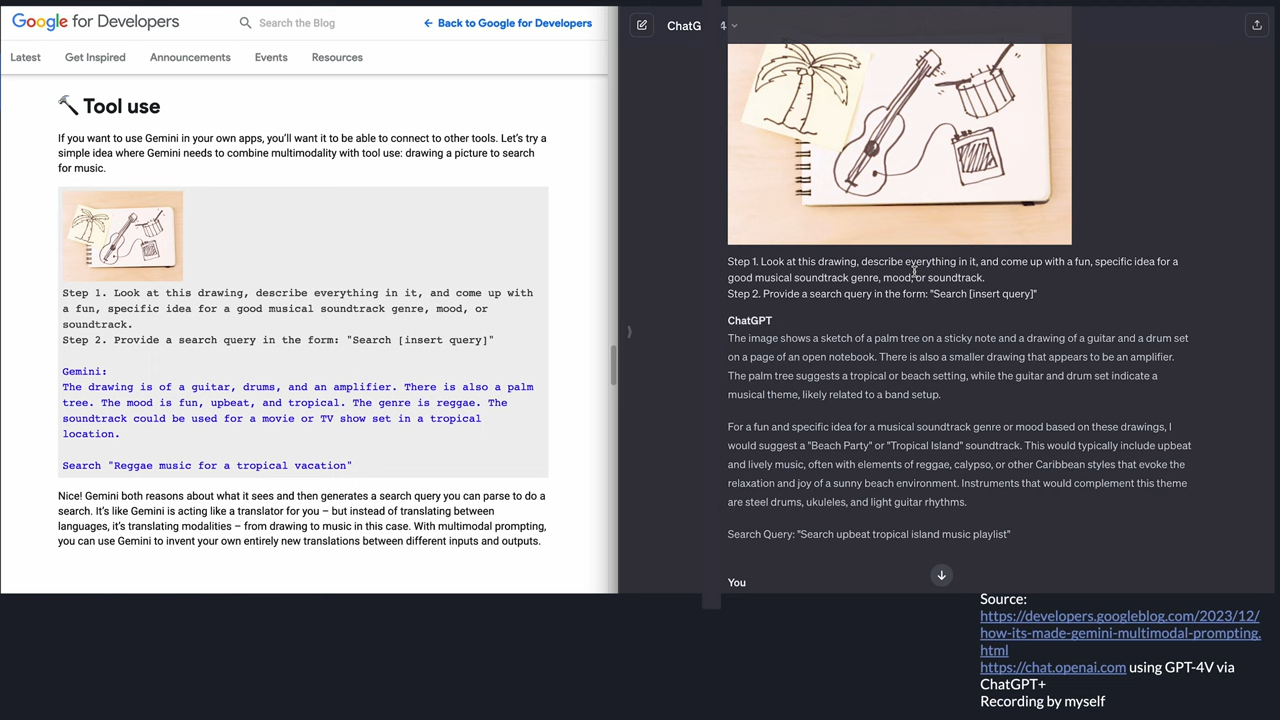 Google for Developers
Search the Blog
← Back to Google for Developers
Latest
Get Inspired
Announcements
Events
Resources
Tool use
If you want to use Gemini in your own apps, you'll want it to be able to connect to other tools. Let's try a
simple idea where Gemini needs to combine multimodality with tool use: drawing a picture to search
for music.
Step 1. Look at this drawing, describe everything in it, and come up with
a fun, specific idea for a good musical soundtrack genre, mood, or
soundtrack.
Step 2. Provide a search query in the form: "Search [insert query]"
Gemini:
The drawing is of a guitar, drums, and an amplifier. There is also a palm
tree. The mood is fun, upbeat, and tropical. The genre is reggae. The
soundtrack could be used for a movie or TV show set in a tropical
location.
Search "Reggae music for a tropical vacation"
Nice! Gemini both reasons about what it sees and then generates a search query you can parse to do a
search. It's like Gemini is acting like a translator for you – but instead of translating between
languages, it's translating modalities – from drawing to music in this case. With multimodal prompting,
you can use Gemini to invent your own entirely new translations between different inputs and outputs.
ChatG 4
Step 1. Look at this drawing, describe everything in it, and come up with a fun, specific idea for a
good musical soundtrack genre, mood, or soundtrack.
Step 2. Provide a search query in the form: "Search [insert query]"
ChatGPT
The image shows a sketch of a palm tree on a sticky note and a drawing of a guitar and a drum set
on a page of an open notebook. There is also a smaller drawing that appears to be an amplifier.
The palm tree suggests a tropical or beach setting, while the guitar and drum set indicate a
musical theme, likely related to a band setup.
For a fun and specific idea for a musical soundtrack genre or mood based on these drawings, I
would suggest a "Beach Party" or "Tropical Island" soundtrack. This would typically include upbeat
and lively music, often with elements of reggae, calypso, or other Caribbean styles that evoke the
relaxation and joy of a sunny beach environment. Instruments that would complement this theme
are steel drums, ukuleles, and light guitar rhythms.
Search Query: "Search upbeat tropical island music playlist"
You
Source:
https://developers.googleblog.com/2023/12/
how-its-made-gemini-multimodal-prompting.
html
https://chat.openai.com using GPT-4V via
ChatGPT+
Recording by myself